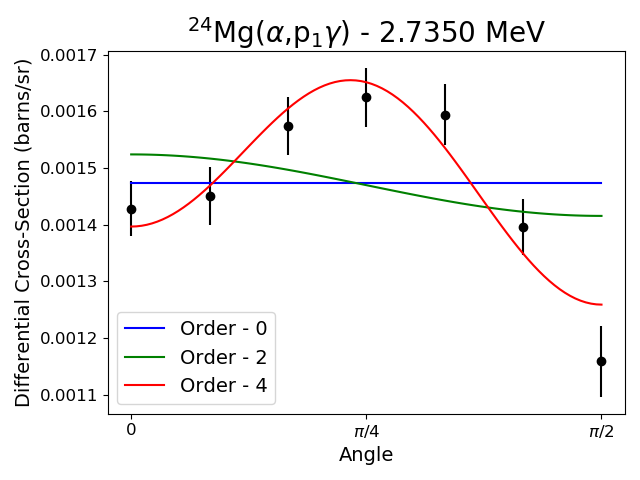 ²⁴Mg(α,p₁γ) - 2.7350 MeV
Differential Cross-Section (barns/sr)
0.0017
0.0016
0.0015
0.0014
0.0013
0.0012
0.0011
Order - 0
Order - 2
Order - 4
0
π/4
π/2
Angle